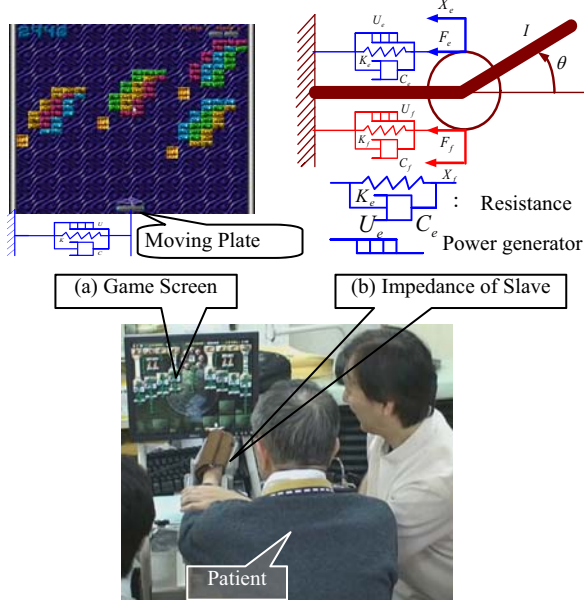 2446
X_e
U_e
F_e
K_e
C_e
I
θ
U_f
K_f
F_f
C_f
X_f
K_e
U_e
C_e
: Resistance
Power generator
U
K
C
Moving Plate
(a) Game Screen
(b) Impedance of Slave
Patient